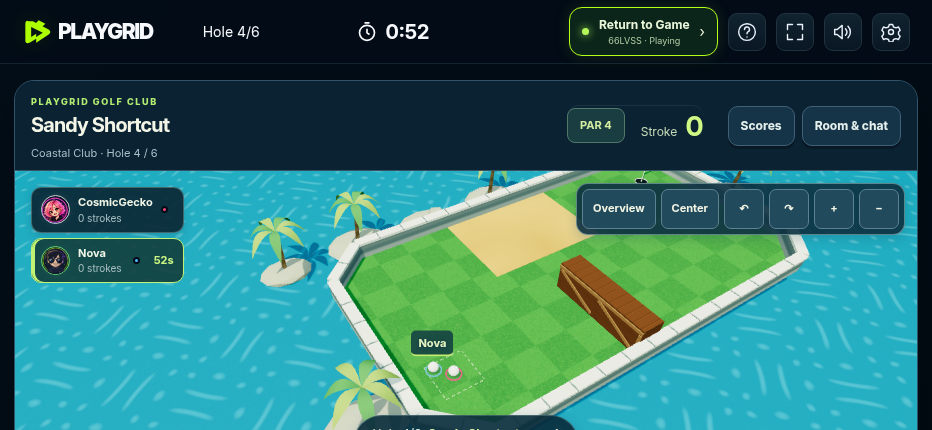 PLAYGRID
Hole 4/6
0:52
Return to Game
66LVSS · Playing
PLAYGRID GOLF CLUB
Sandy Shortcut
Coastal Club · Hole 4 / 6
PAR 4
Stroke 0
Scores
Room & chat
CosmicGecko
0 strokes
Nova
0 strokes
52s
Overview
Center
Nova